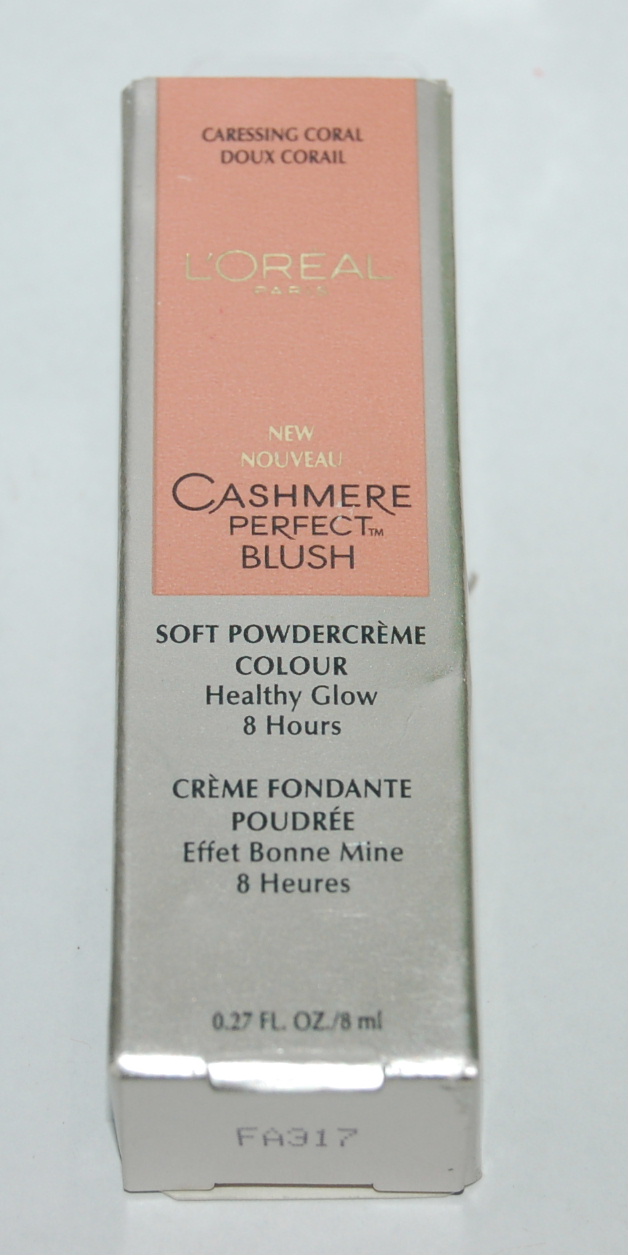 CARESSING CORAL
DOUX CORAIL
L'OREAL
PARIS
NEW
NOUVEAU
CASHMERE
PERFECT™
BLUSH
SOFT POWDERCRÈME
COLOUR
Healthy Glow
8 Hours
CRÈME FONDANTE
POUDRÉE
Effet Bonne Mine
8 Heures
0.27 FL. OZ./8 ml
FA317